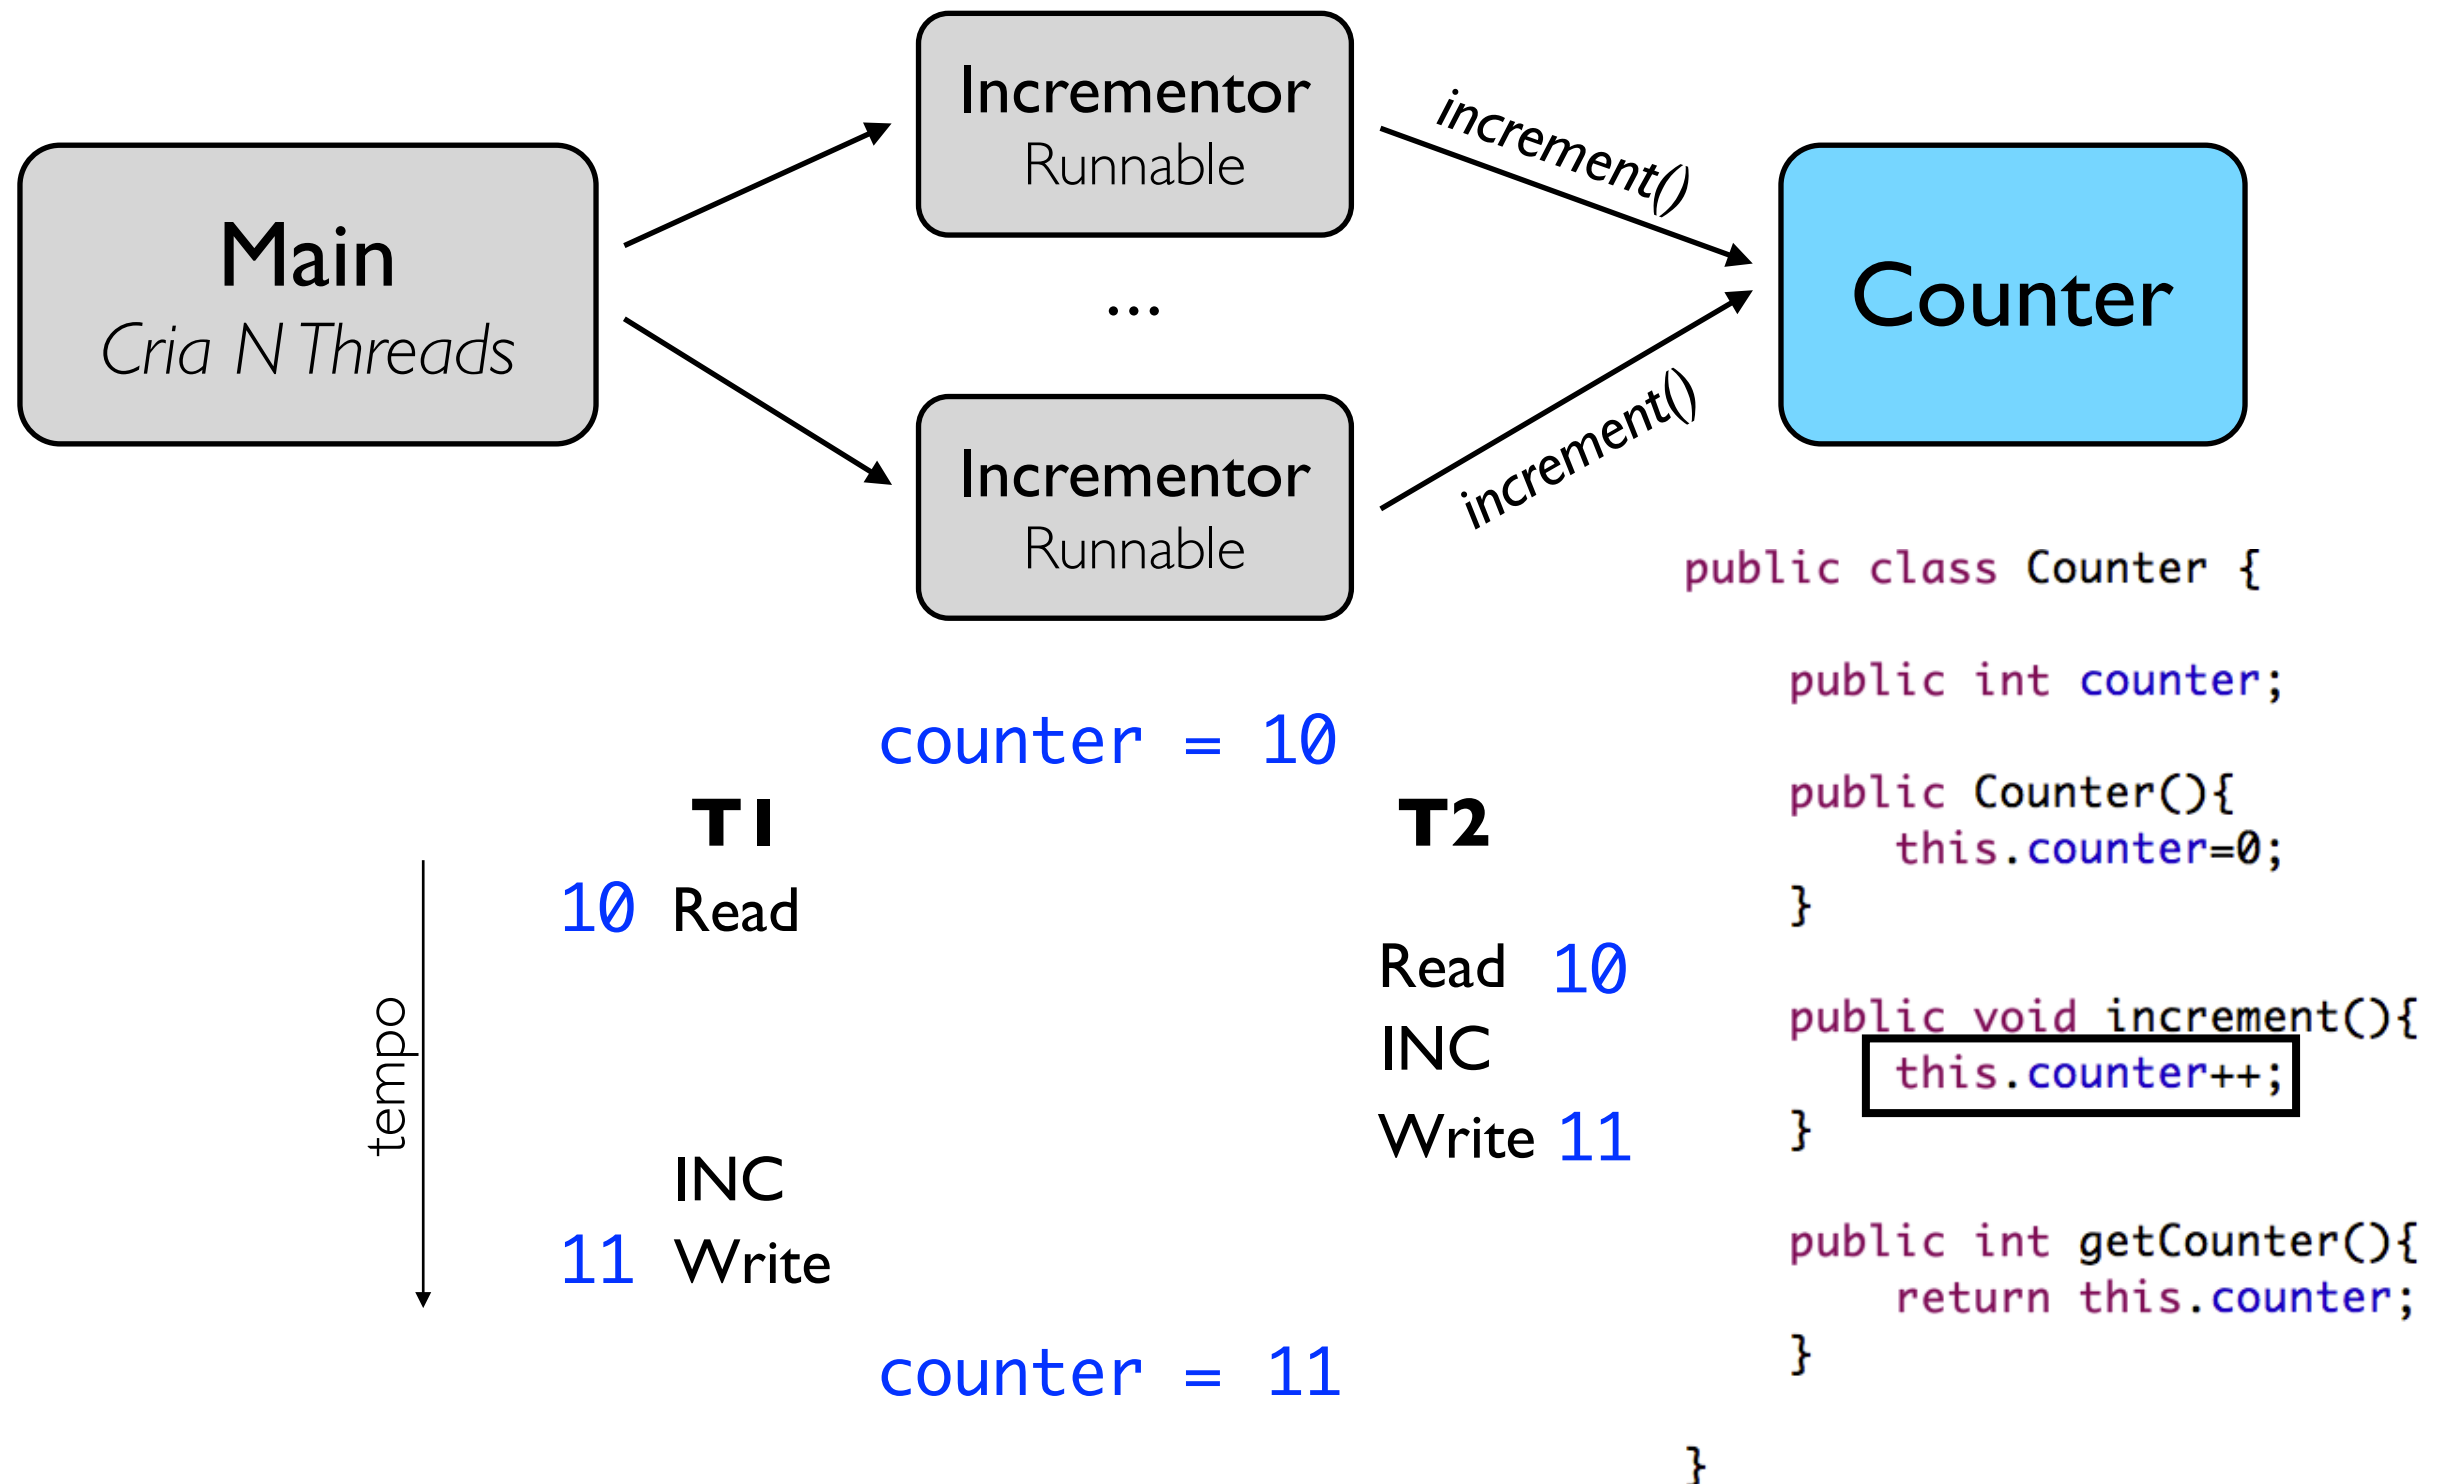 Main
Cria N Threads
Incrementor
Runnable
...
Incrementor
Runnable
increment()
increment()
Counter
counter = 10
T1
T2
tempo
10 Read
Read 10
INC
Write 11
INC
11 Write
counter = 11
public class Counter {
public int counter;
public Counter(){
this.counter=0;
}
public void increment(){
this.counter++;
}
public int getCounter(){
return this.counter;
}
}